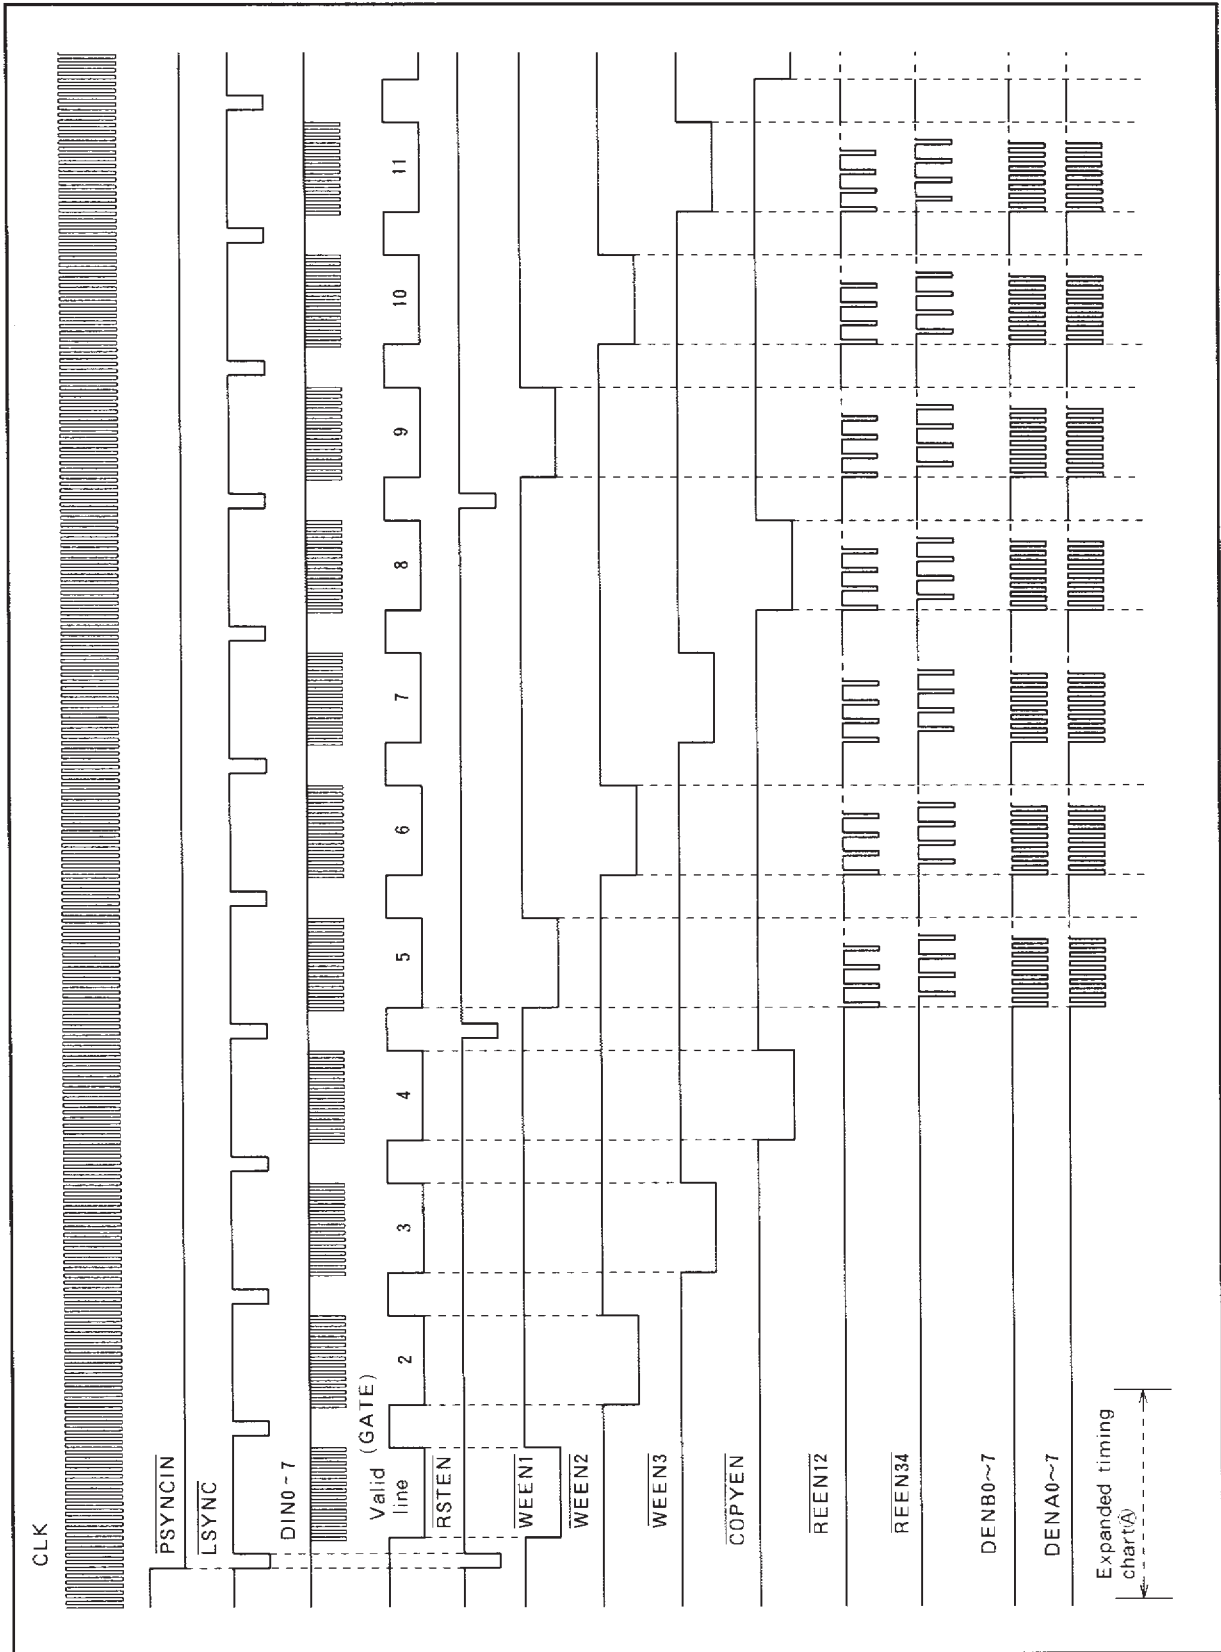 CLK
PSYNCIN
LSYNC
DIN0~7
Valid line (GATE)
2 3 4 5 6 7 8 9 10 11
RSTEN
WEEN1
WEEN2
WEEN3
COPYEN
REEN12
REEN34
DENB0~7
DENA0~7
Expanded timing
chart(A)